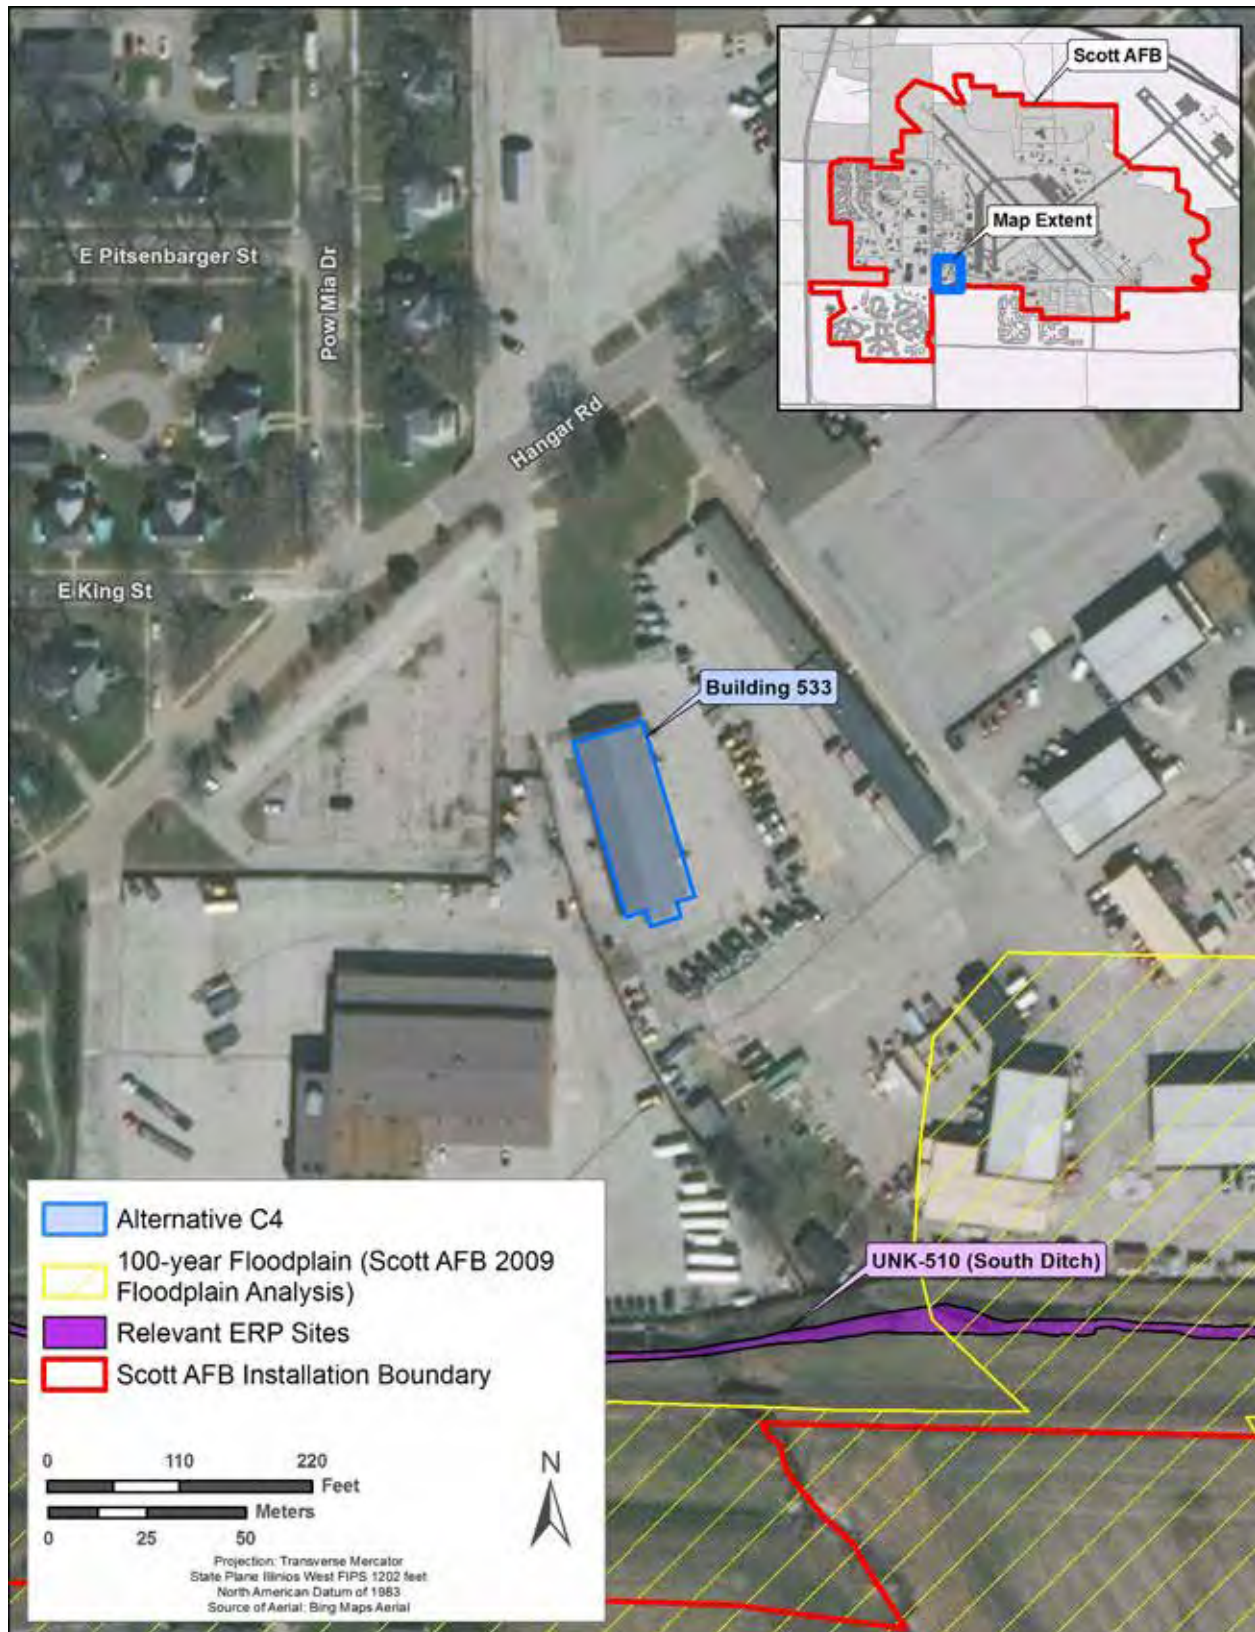 Scott AFB
Map Extent
E Pitsenbarger St
Pow Mia Dr
Hangar Rd
E King St
Building 533
UNK-510 (South Ditch)
Alternative C4
100-year Floodplain (Scott AFB 2009
Floodplain Analysis)
Relevant ERP Sites
Scott AFB Installation Boundary
0 110 220
Feet
Meters
0 25 50
N
Projection: Transverse Mercator
State Plane Illinios West FIPS 1202 feet
North American Datum of 1983
Source of Aerial: Bing Maps Aerial